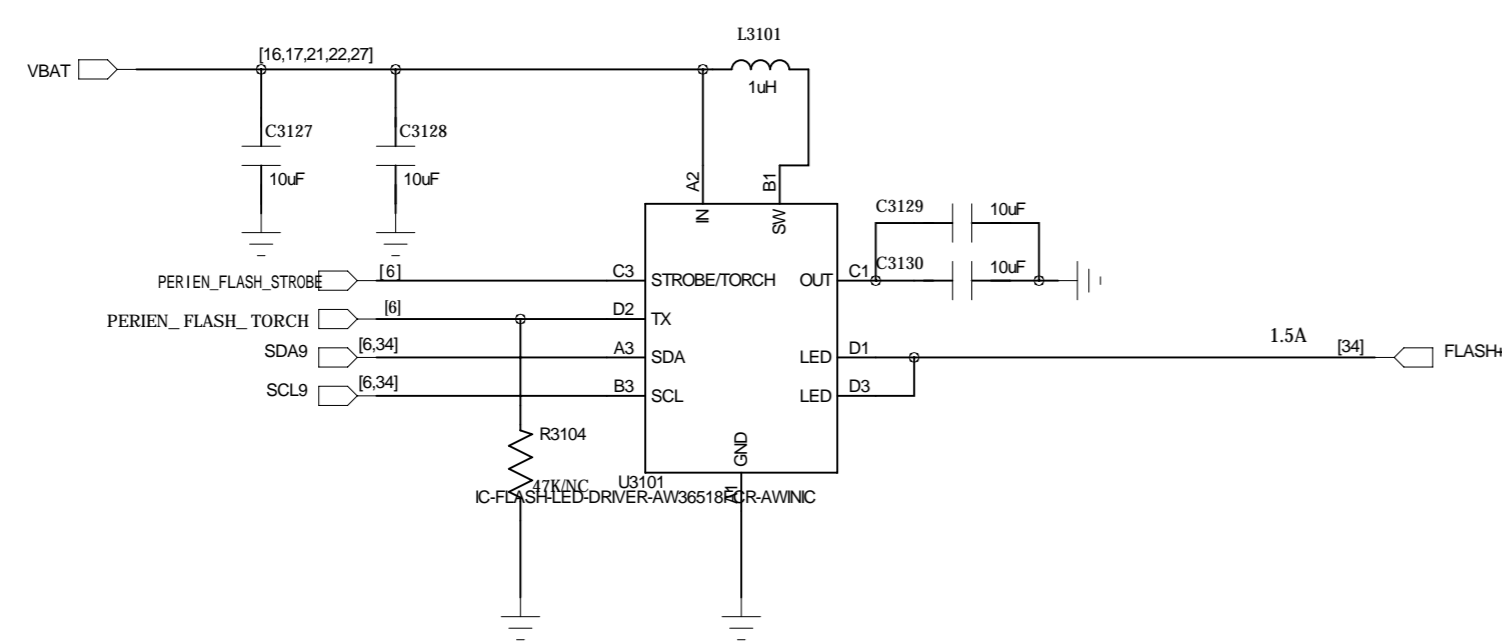 L3101
VBAT
[16,17,21,22,27]
1uH
C3127
C3128
10uF
10uF
A2
B1
IN
SW
C3129
10uF
PERIEN_FLASH_STROBE
[6]
C3
STROBE/TORCH
OUT
C1
C3130
10uF
PERIEN_FLASH_TORCH
[6]
D2
TX
SDA9
[6,34]
A3
SDA
LED
D1
1.5A
[34]
FLASH+
SCL9
[6,34]
B3
SCL
LED
D3
R3104
GND
47K/NC
U3101
IC-FLASH-LED-DRIVER-AW36518FCR-AWINIC
A1